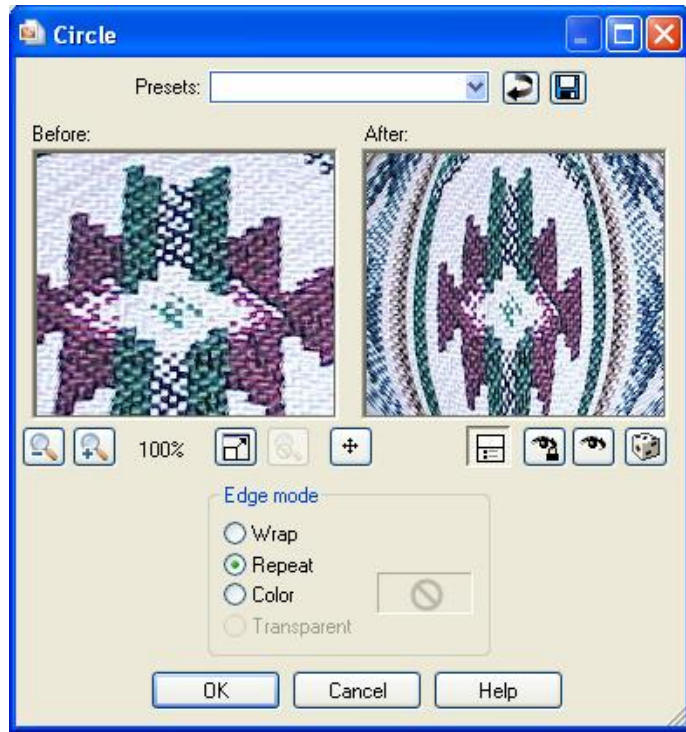 Circle
Presets:
Before:
After:
100%
Edge mode
Wrap
Repeat
Color
Transparent
OK Cancel Help